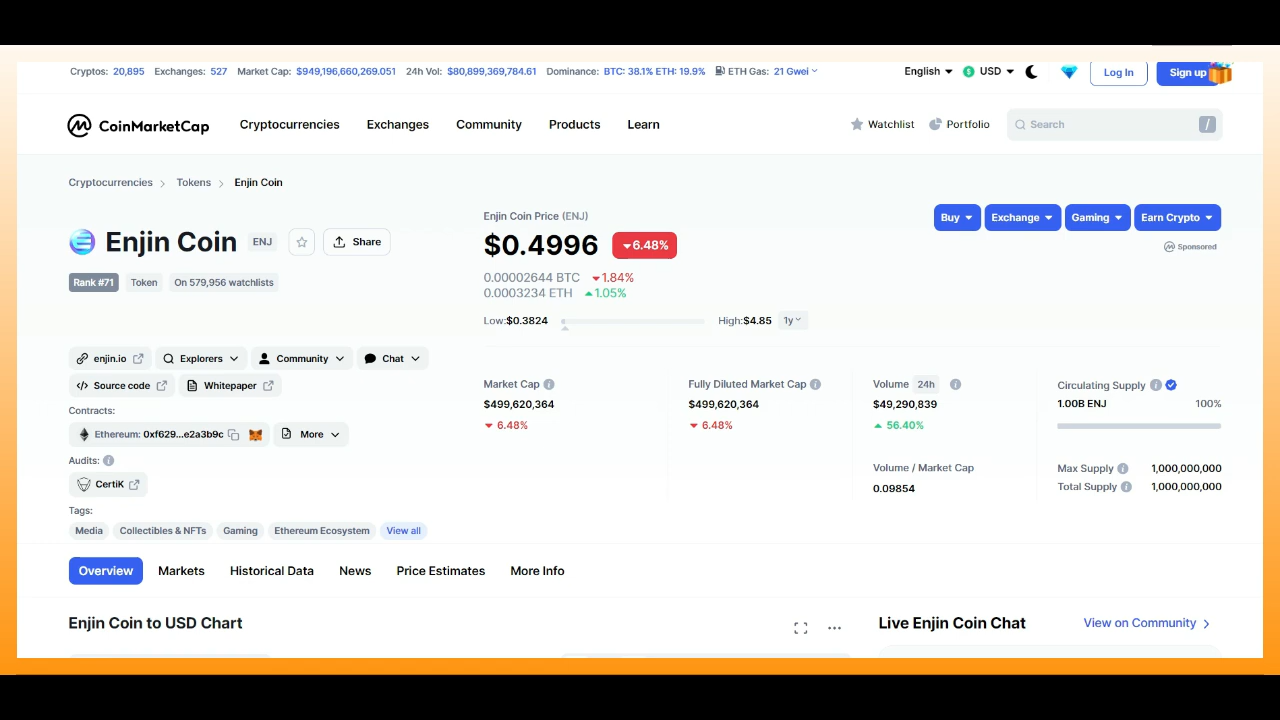 Cryptos: 20,895 Exchanges: 527 Market Cap: $949,196,660,269.051 24h Vol: $80,899,369,784.61 Dominance: BTC: 38.1% ETH: 19.9% ETH Gas: 21 Gwei English USD Log In Sign up
CoinMarketCap Cryptocurrencies Exchanges Community Products Learn Watchlist Portfolio Search /
Cryptocurrencies Tokens Enjin Coin
Enjin Coin ENJ Share
Rank #71 Token On 579,956 watchlists
enjin.io Explorers Community Chat
Source code Whitepaper
Contracts:
Ethereum: 0xf629...e2a3b9c More
Audits:
CertiK
Tags:
Media Collectibles & NFTs Gaming Ethereum Ecosystem View all
Enjin Coin Price (ENJ)
$0.4996 6.48%
0.00002644 BTC 1.84%
0.0003234 ETH 1.05%
Low:$0.3824 High:$4.85 1y
Buy Exchange Gaming Earn Crypto
Sponsored
Market Cap
$499,620,364
6.48%
Fully Diluted Market Cap
$499,620,364
6.48%
Volume 24h
$49,290,839
56.40%
Volume / Market Cap
0.09854
Circulating Supply
1.00B ENJ 100%
Max Supply 1,000,000,000
Total Supply 1,000,000,000
Overview Markets Historical Data News Price Estimates More Info
Enjin Coin to USD Chart
Live Enjin Coin Chat View on Community